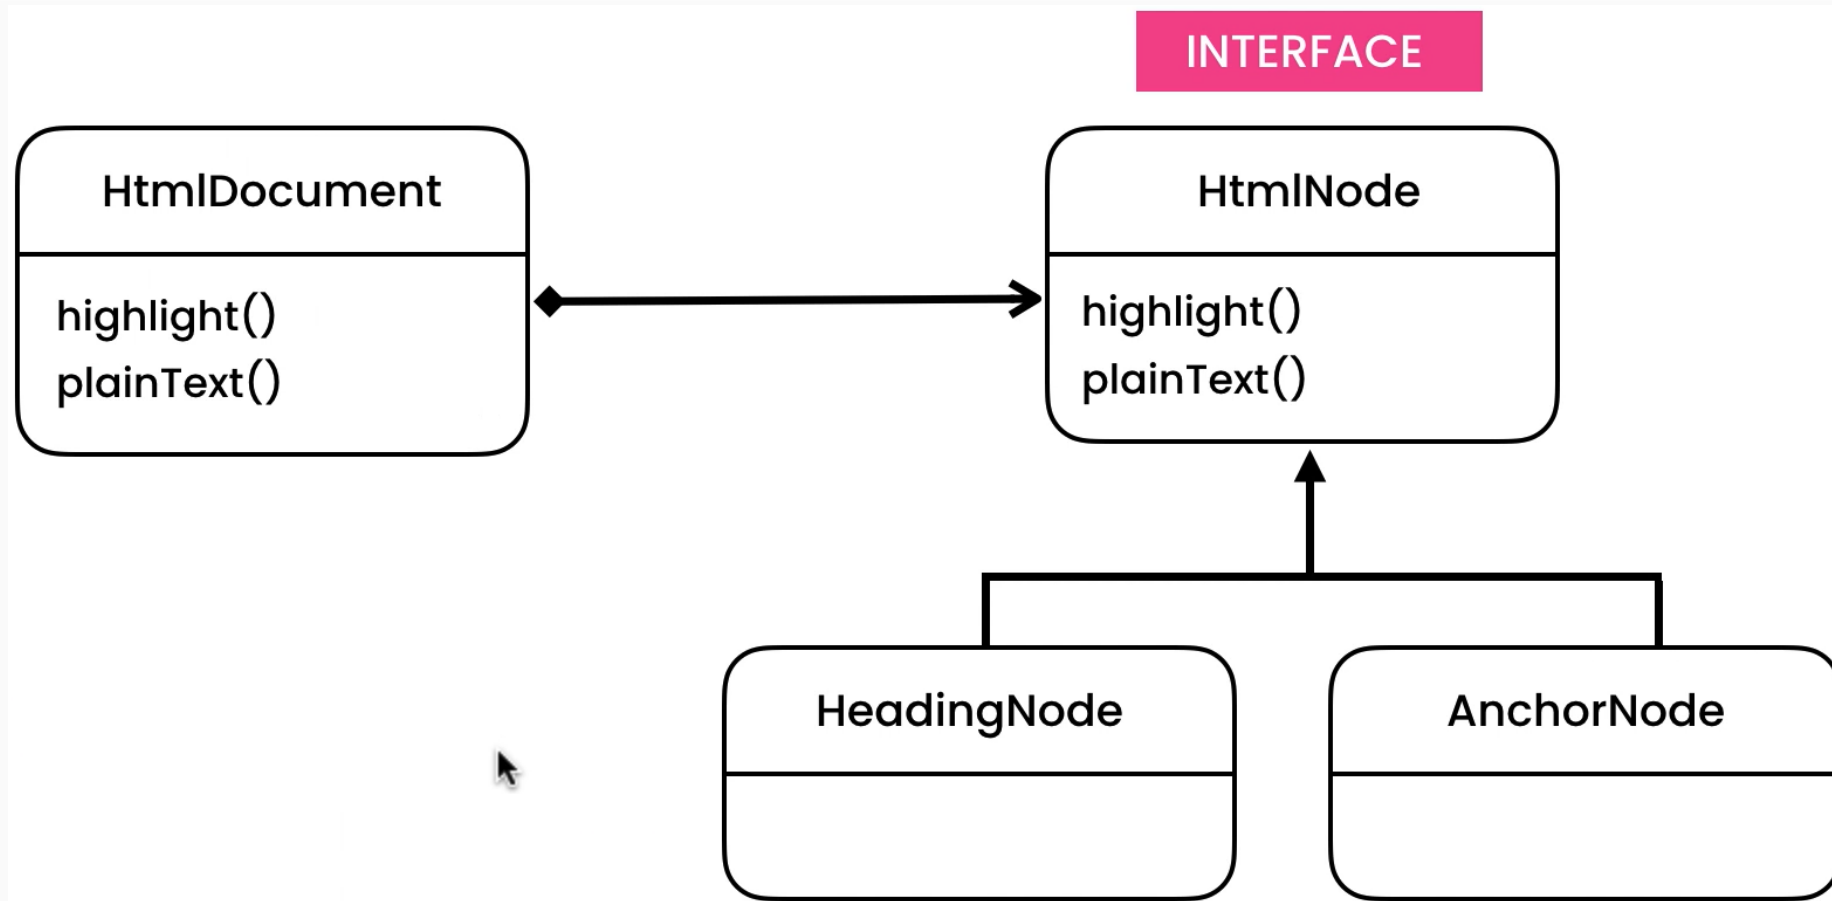 INTERFACE
HtmlDocument
highlight()
plainText()
HtmlNode
highlight()
plainText()
HeadingNode
AnchorNode